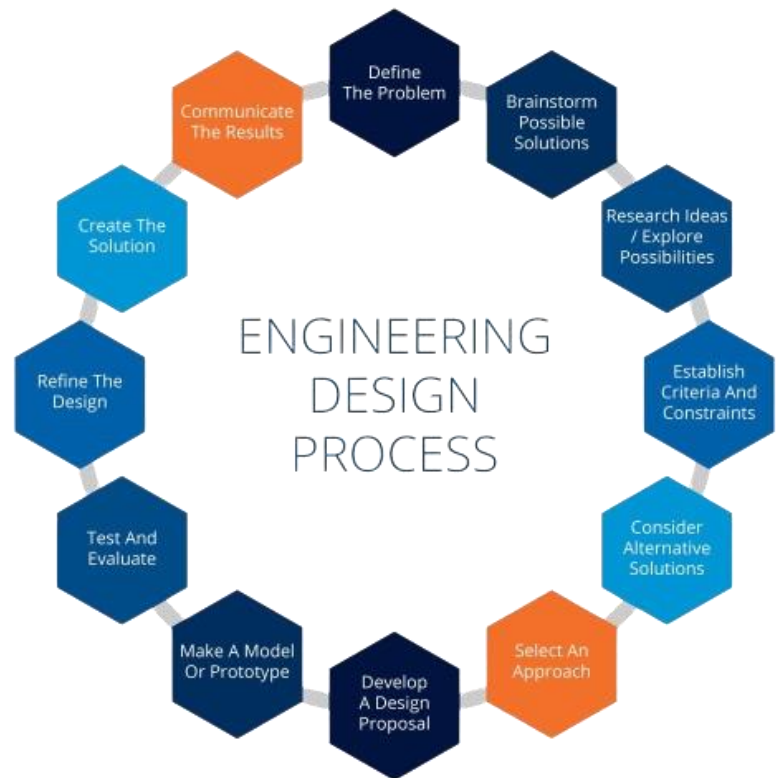 Define
The Problem
Brainstorm
Possible
Solutions
Research Ideas
/ Explore
Possibilities
Establish
Criteria And
Constraints
Consider
Alternative
Solutions
Select An
Approach
Develop
A Design
Proposal
Make A Model
Or Prototype
Test And
Evaluate
Refine The
Design
Create The
Solution
Communicate
The Results
ENGINEERING
DESIGN
PROCESS